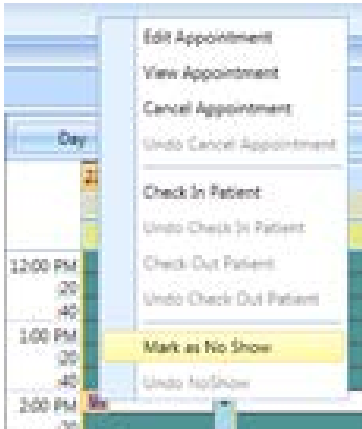 Edit Appointment
View Appointment
Cancel Appointment
Undo Cancel Appointment
Day
Check In Patient
Undo Check In Patient
12:00 PM
Check Out Patient
:20
Undo Check Out Patient
:40
1:00 PM
Mark as No Show
:20
:40
Undo NoShow
2:00 PM
:20